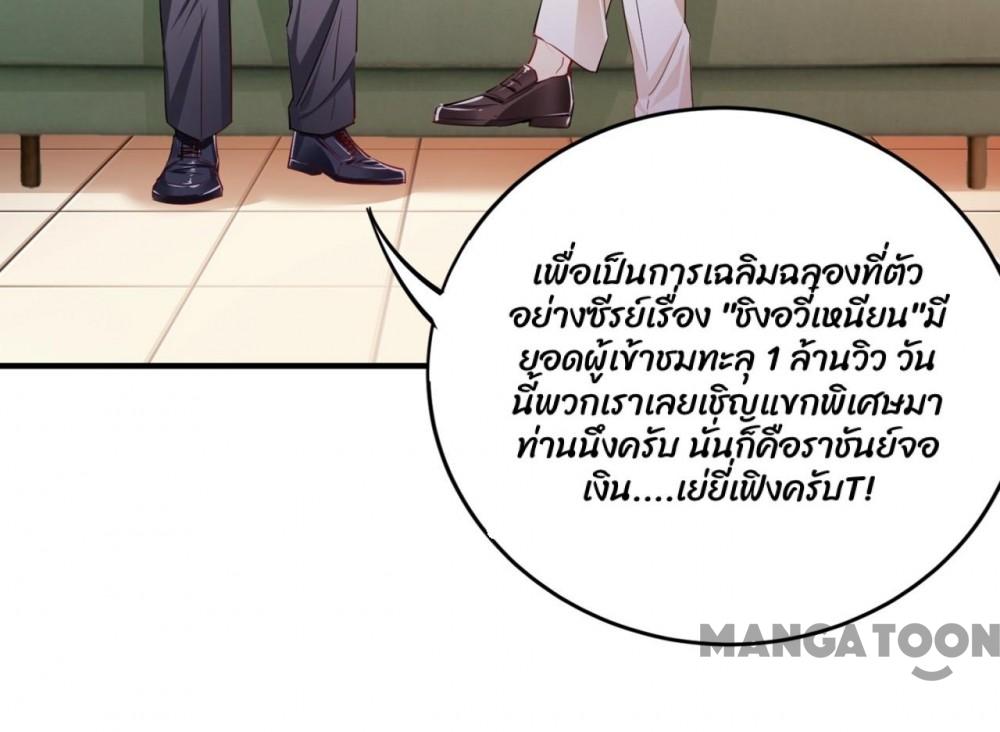 เพื่อเป็นการเฉลิมฉลองที่ตัว
อย่างซีรย์เรื่อง "ชิงอวี๋เหนียน"มี
ยอดผู้เข้าชมทะลุ 1 ล้านวิว วัน
นี้พวกเราเลยเชิญแขกพิเศษมา
ท่านนึงครับ นั่นก็คือราชันย์จอ
เงิน....เย่ยี่เฟิงครับT!
MANGATOON